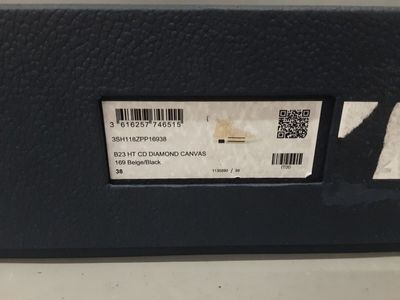 3 616257 746515
3SH118ZPP16938
B23 HT CD DIAMOND CANVAS
169 Beige/Black
38